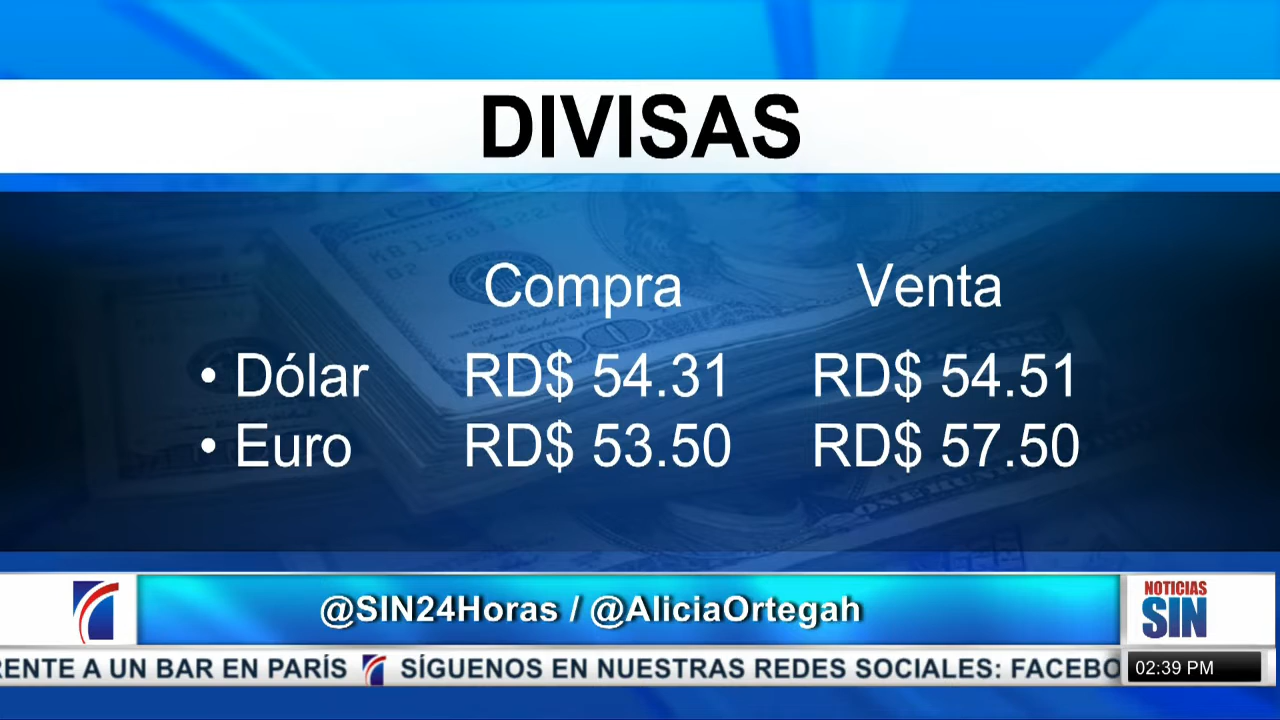 DIVISAS
Compra Venta
• Dólar RD$ 54.31 RD$ 54.51
• Euro RD$ 53.50 RD$ 57.50
@SIN24Horas / @AliciaOrtegah
NOTICIAS
SIN
RENTE A UN BAR EN PARÍS SÍGUENOS EN NUESTRAS REDES SOCIALES: FACEBO
02:39 PM